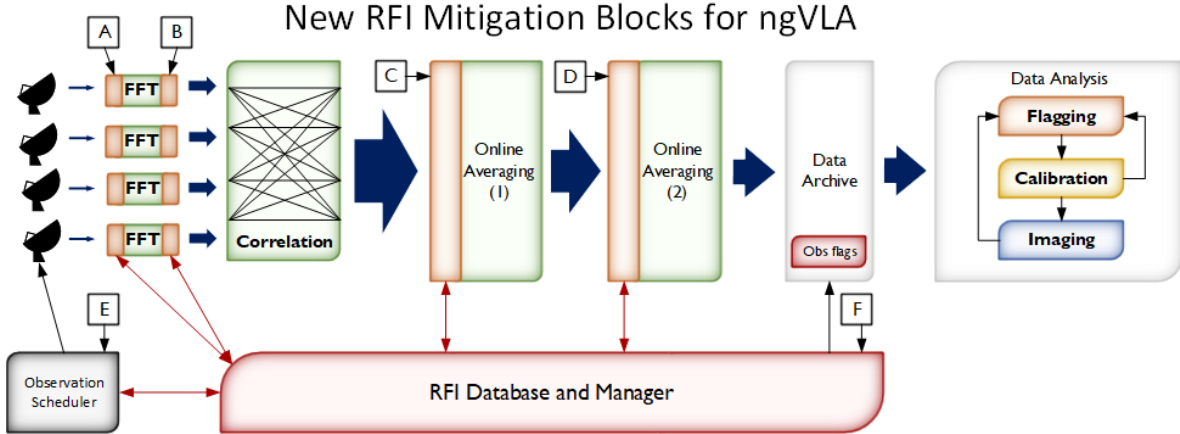 New RFI Mitigation Blocks for ngVLA
A
B
C
D
FFT
FFT
FFT
FFT
Correlation
Online
Averaging
(1)
Online
Averaging
(2)
Data
Archive
Obs flags
Data Analysis
Flagging
Calibration
Imaging
E
F
Observation
Scheduler
RFI Database and Manager